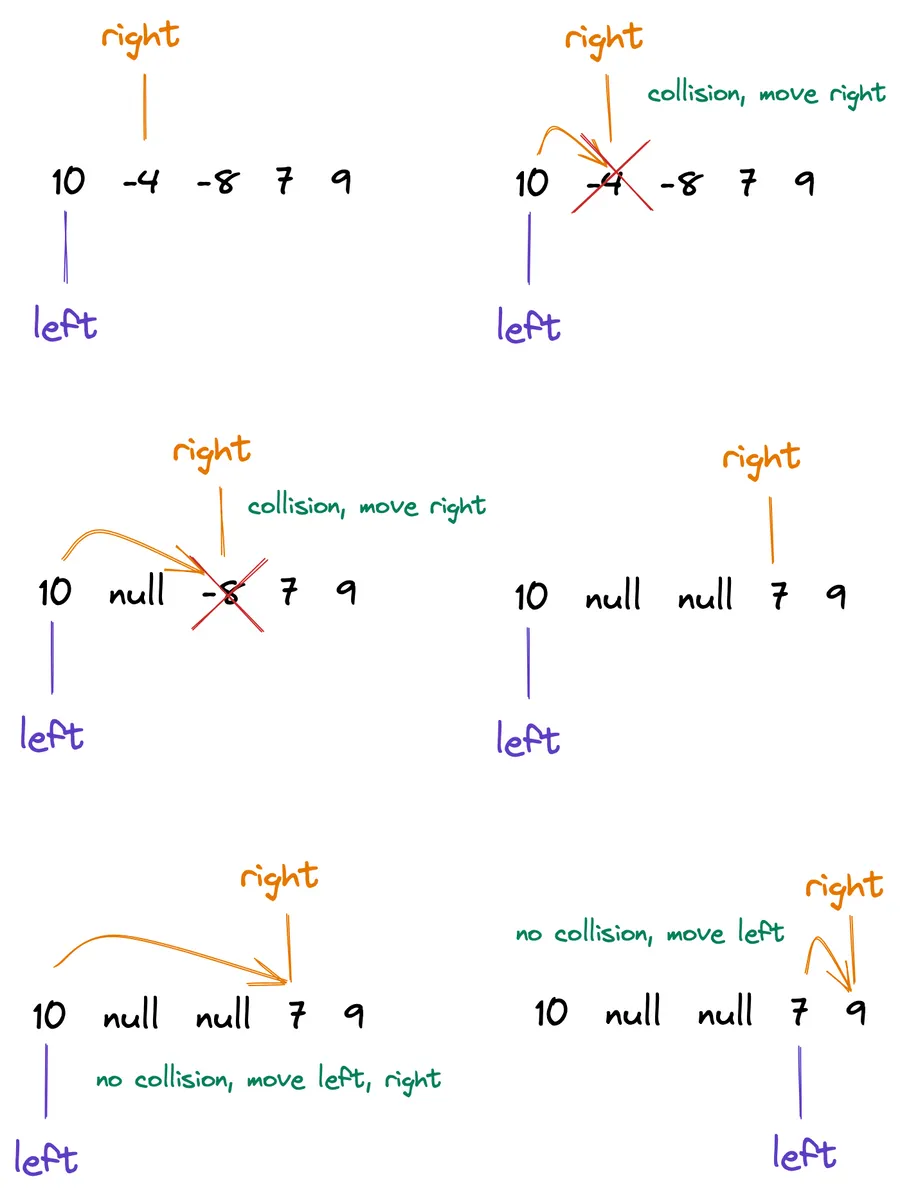 right
10 -4 -8 7 9
left
right
collision, move right
10 -4 -8 7 9
left
right
collision, move right
10 null -8 7 9
left
right
10 null null 7 9
left
right
10 null null 7 9
no collision, move left, right
left
right
no collision, move left
10 null null 7 9
left